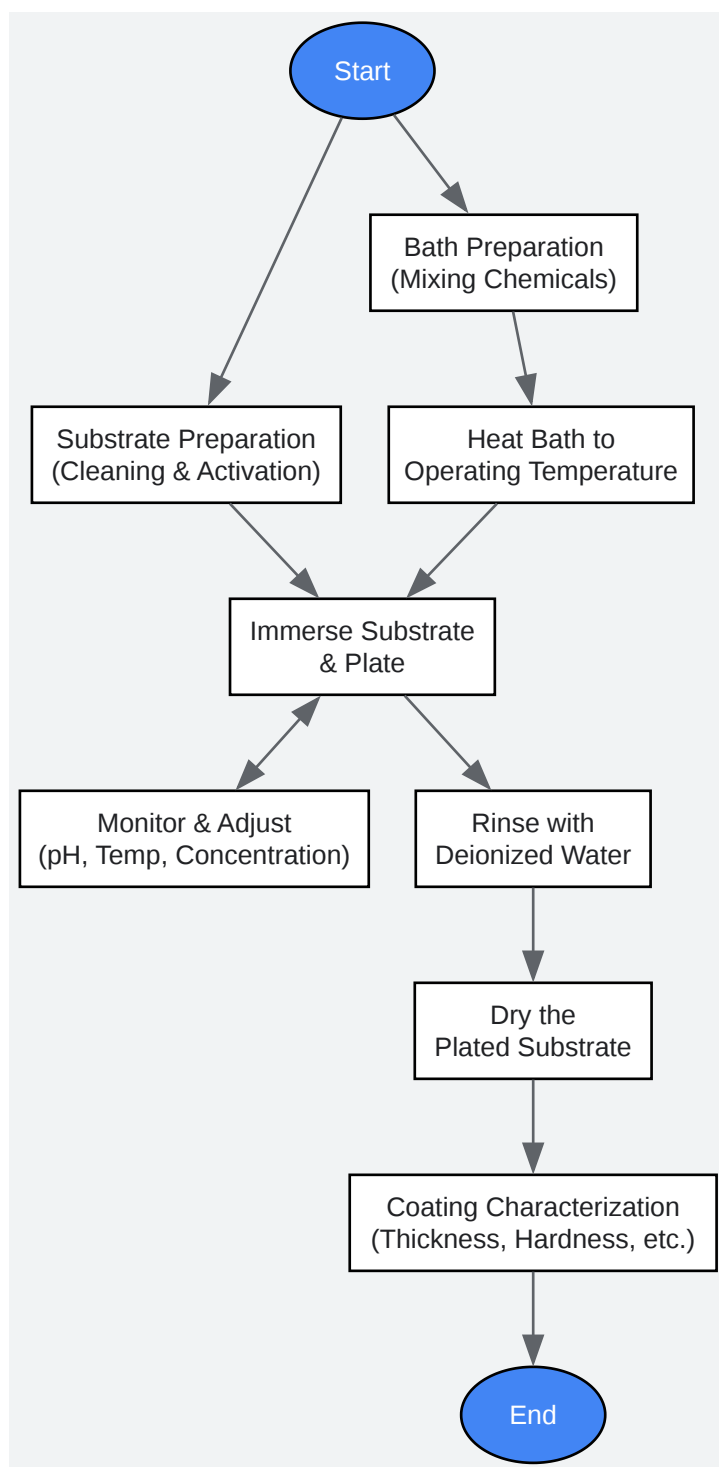 Start
Bath Preparation
(Mixing Chemicals)
Substrate Preparation
(Cleaning & Activation)
Heat Bath to
Operating Temperature
Immerse Substrate
& Plate
Monitor & Adjust
(pH, Temp, Concentration)
Rinse with
Deionized Water
Dry the
Plated Substrate
Coating Characterization
(Thickness, Hardness, etc.)
End